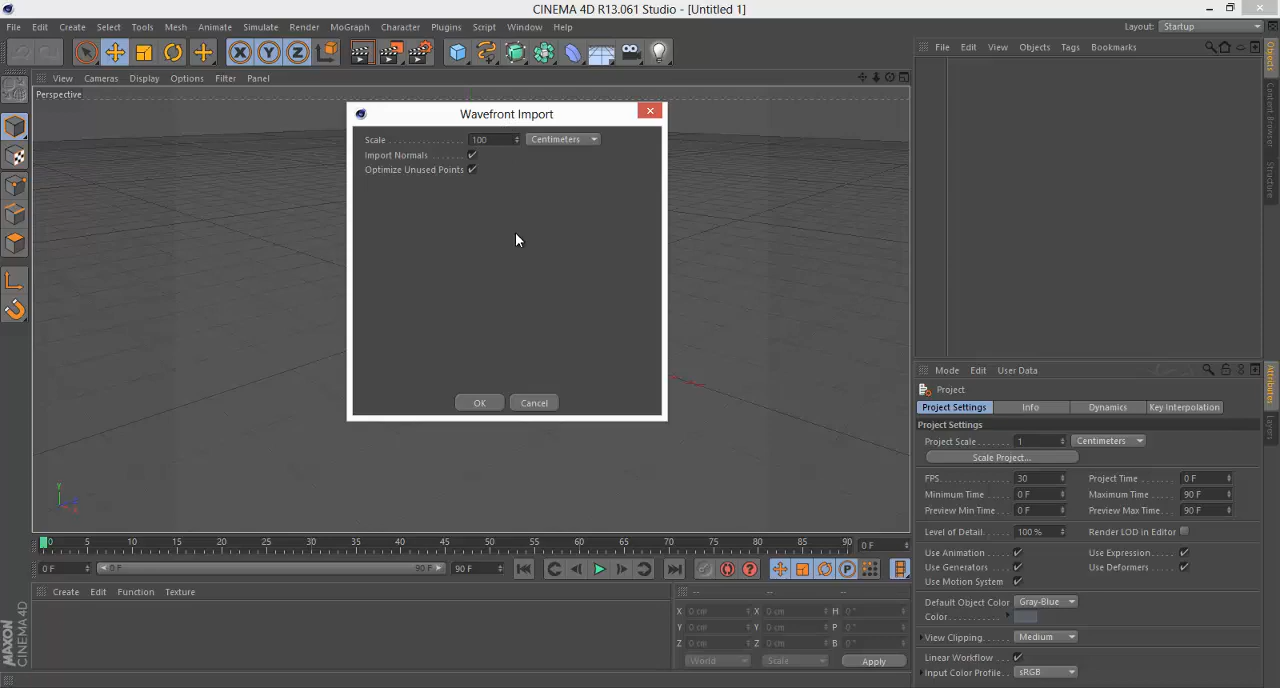 CINEMA 4D R13.061 Studio - [Untitled 1]
File Edit Create Select Tools Mesh Animate Simulate Render MoGraph Character Plugins Script Window Help
Layout: Startup
X Y Z
File Edit View Objects Tags Bookmarks
View Cameras Display Options Filter Panel
Perspective
Wavefront Import
Scale 100 Centimeters
Import Normals
Optimize Unused Points
OK Cancel
Objects
Content Browser
Structure
Mode Edit User Data
Project
Project Settings Info Dynamics Key Interpolation
Project Settings
Project Scale 1 Centimeters
Scale Project...
FPS 30 Project Time 0 F
Minimum Time 0 F Maximum Time 90 F
Preview Min Time 0 F Preview Max Time 90 F
Level of Detail 100 % Render LOD in Editor
Use Animation Use Expression
Use Generators Use Deformers
Use Motion System
Default Object Color Gray-Blue
Color
View Clipping Medium
Linear Workflow
Input Color Profile sRGB
Attributes
Layers
Y
0 5 10 15 20 25 30 35 40 45 50 55 60 65 70 75 80 85 90 0 F
0 F 0 F 90 F 90 F
P
Create Edit Function Texture
-- -- --
X 0 cm X 0 cm H 0 °
Y 0 cm Y 0 cm P 0 °
Z 0 cm Z 0 cm B 0 °
World Scale Apply
MAXON
CINEMA 4D